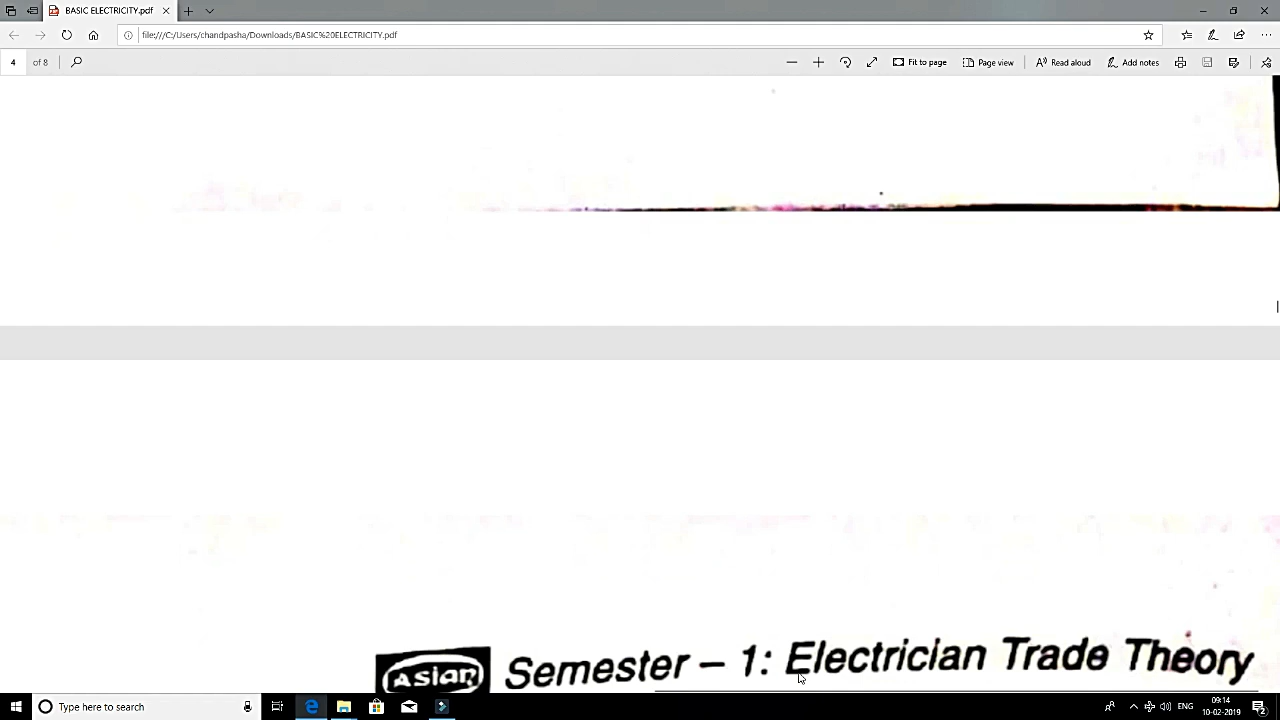 BASIC ELECTRICITY.pdf
file:///C:/Users/chandpasha/Downloads/BASIC%20ELECTRICITY.pdf
4 of 8 Fit to page Page view Read aloud Add notes
Asian Semester – 1: Electrician Trade Theory
Type here to search
ENG
09:14
10-02-2019
2